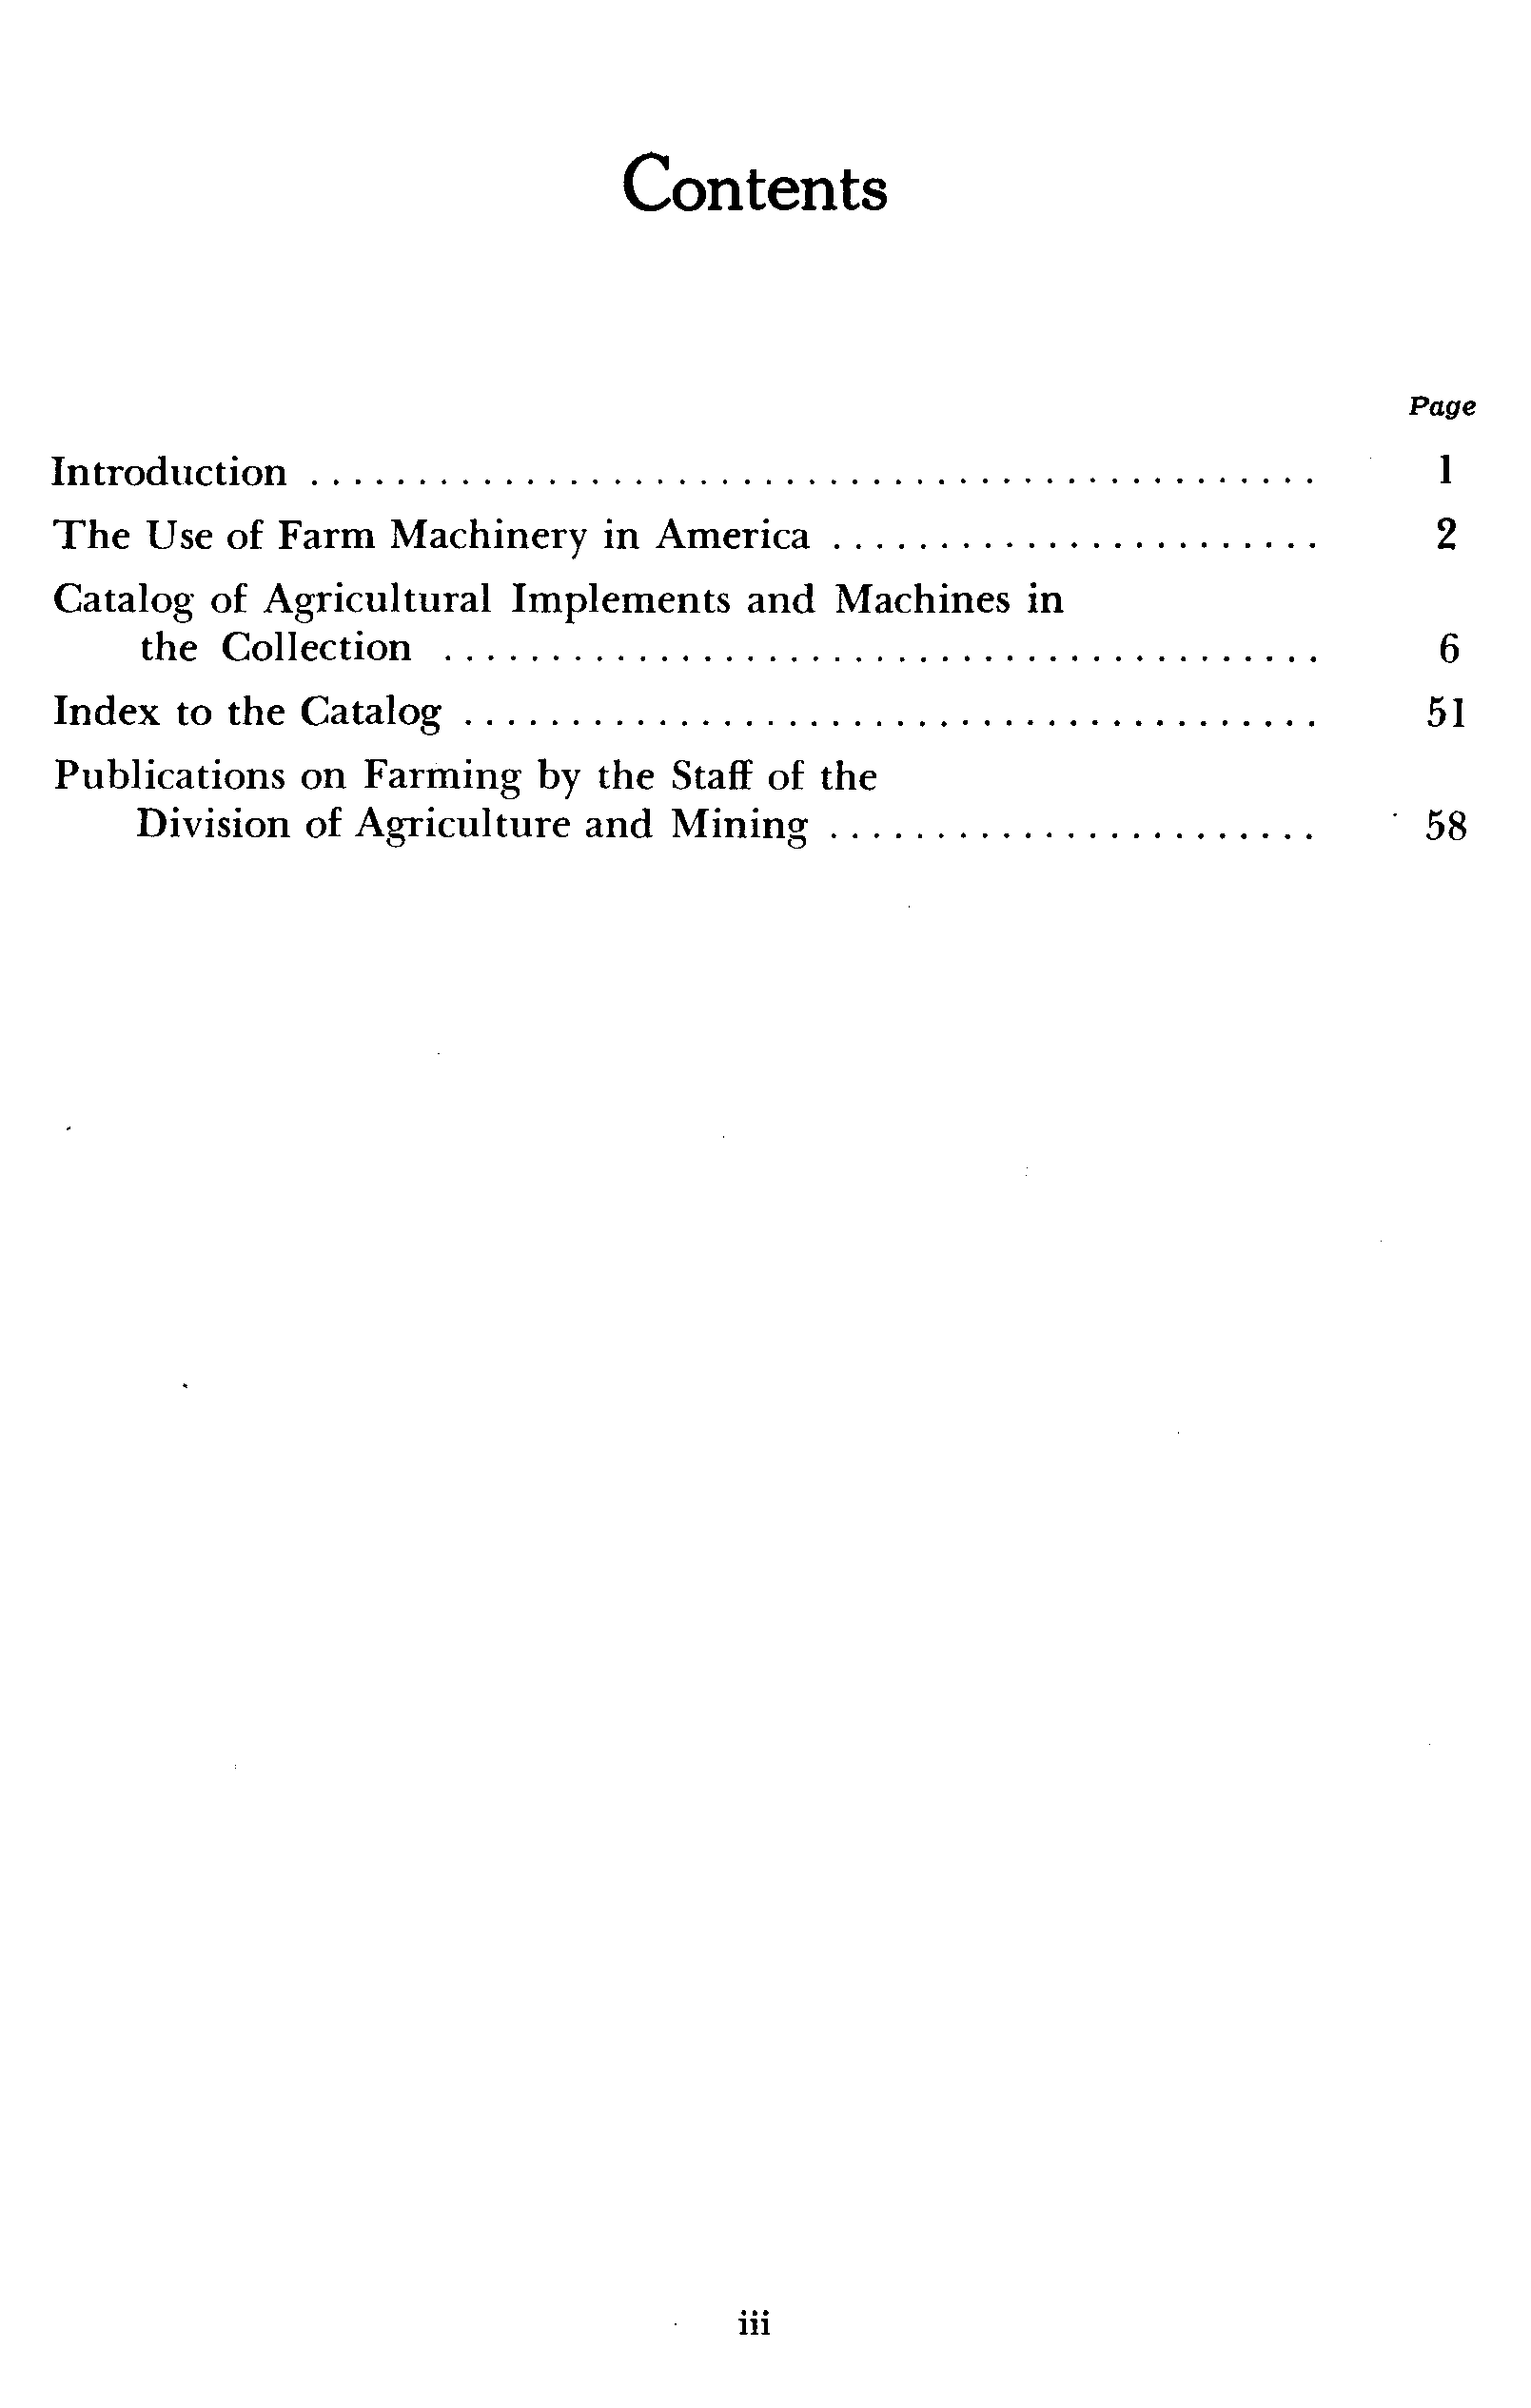 Contents
Page
Introduction . . . . . . . . . . . . . . . . . . . . . . . . . . . . . . . . . . . . . . . . . . . . . . . 1
The Use of Farm Machinery in America . . . . . . . . . . . . . . . . . . . . . . . 2
Catalog of Agricultural Implements and Machines in
the Collection . . . . . . . . . . . . . . . . . . . . . . . . . . . . . . . . . . . . . . . . . 6
Index to the Catalog . . . . . . . . . . . . . . . . . . . . . . . . . . . . . . . . . . . . . . . . 51
Publications on Farming by the Staff of the
Division of Agriculture and Mining . . . . . . . . . . . . . . . . . . . . . . . 58
iii